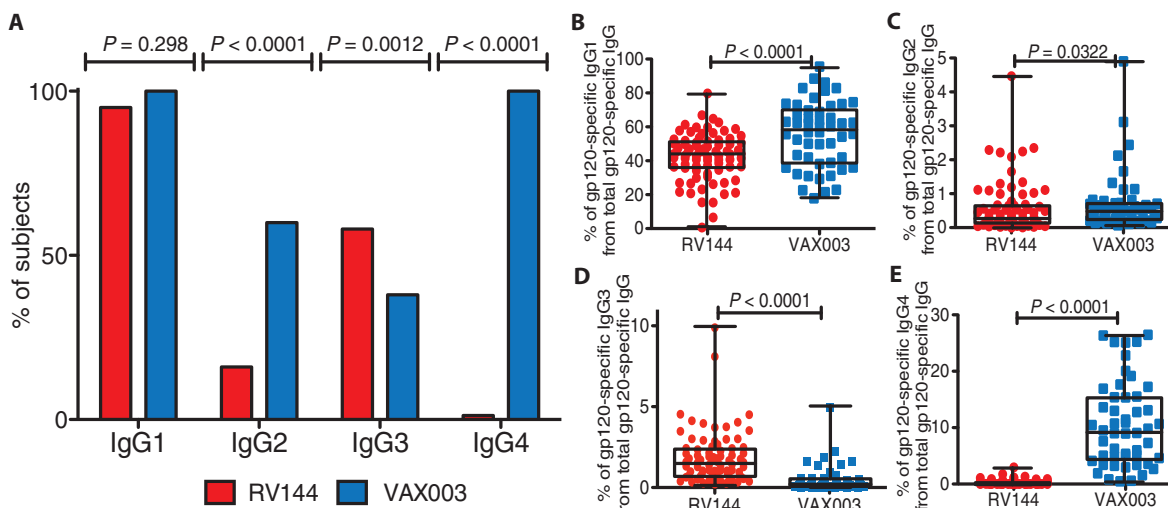 A
P = 0.298
P < 0.0001
P = 0.0012
P < 0.0001
% of subjects
100
50
0
IgG1
IgG2
IgG3
IgG4
RV144
VAX003
B
% of gp120-specific IgG1
from total gp120-specific IgG
P < 0.0001
100
80
60
40
20
0
RV144
VAX003
C
% of gp120-specific IgG2
from total gp120-specific IgG
P = 0.0322
5
4
3
2
1
0
RV144
VAX003
D
% of gp120-specific IgG3
from total gp120-specific IgG
P < 0.0001
10
5
0
RV144
VAX003
E
% of gp120-specific IgG4
from total gp120-specific IgG
P < 0.0001
30
20
10
0
RV144
VAX003